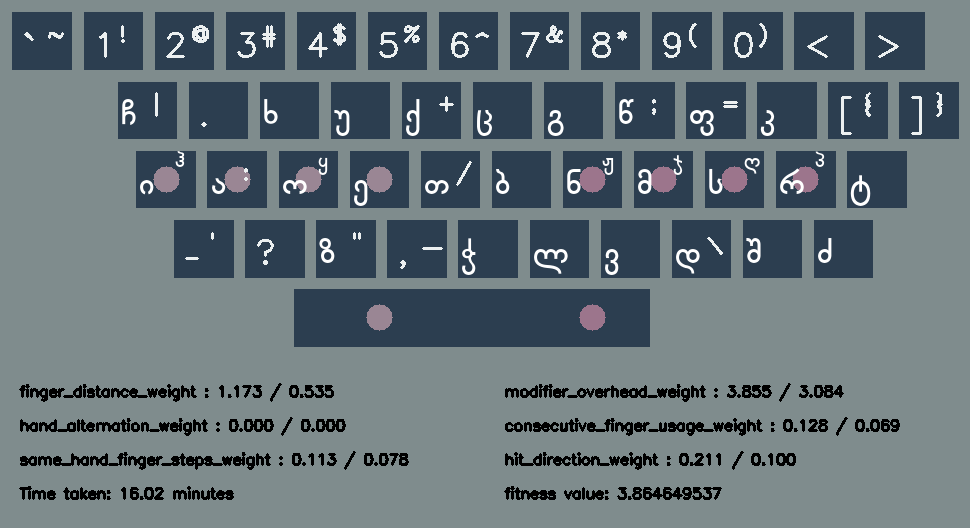 ` ~ 1 ! 2 @ 3 # 4 $ 5 % 6 ^ 7 & 8 * 9 ( 0 ) < >
ჩ | . ხ უ ქ + ც გ წ ; ფ = კ [ { ] }
ი ჰ ა : ო ყ ე თ / ბ ნ ჟ მ ჯ ს ღ რ პ ტ
_ ' ? ზ " , — ჭ ლ ვ დ \ შ ძ
finger_distance_weight : 1.173 / 0.535
modifier_overhead_weight : 3.855 / 3.084
hand_alternation_weight : 0.000 / 0.000
consecutive_finger_usage_weight : 0.128 / 0.069
same_hand_finger_steps_weight : 0.113 / 0.078
hit_direction_weight : 0.211 / 0.100
Time taken: 16.02 minutes
fitness value: 3.864649537